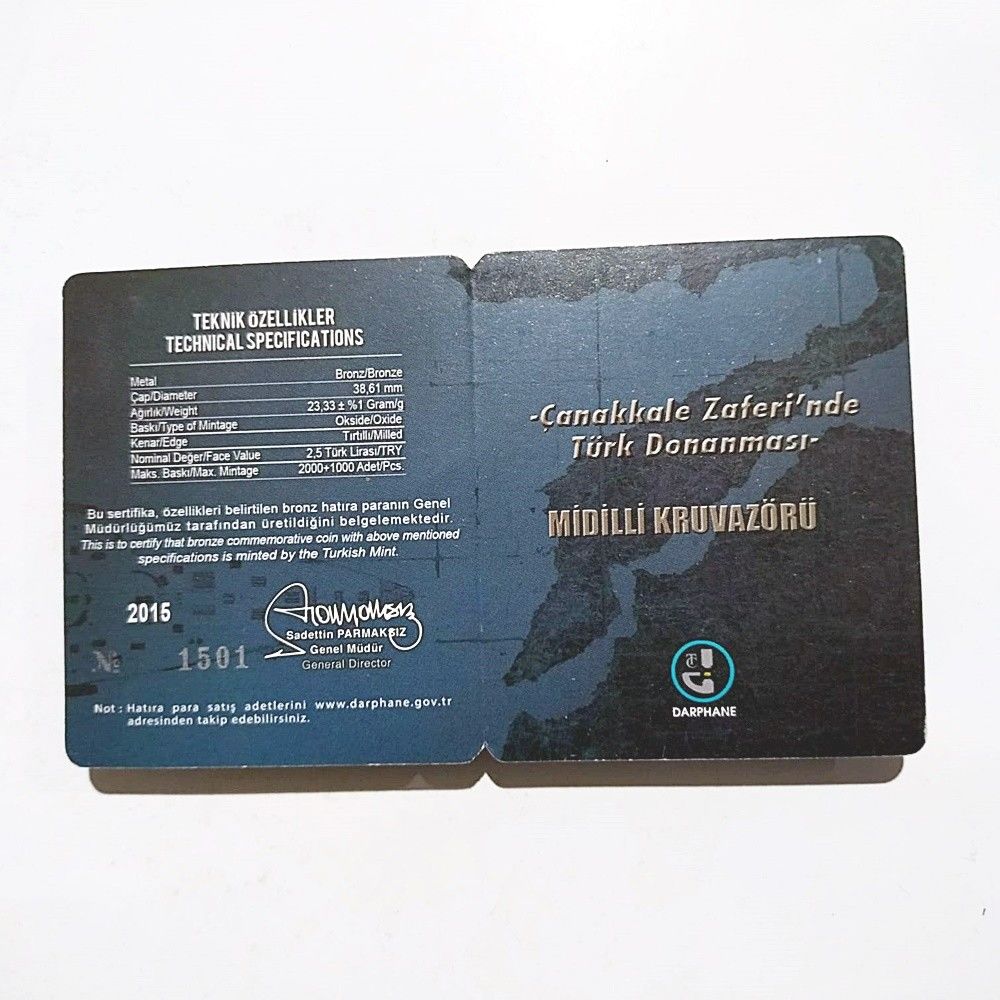 TEKNİK ÖZELLİKLER
TECHNICAL SPECIFICATIONS
Metal Bronz/Bronze
Çap/Diameter 38,61 mm
Ağırlık/Weight 23,33 ± %1 Gram/g
Baskı/Type of Mintage Okside/Oxide
Kenar/Edge Tırtıllı/Milled
Nominal Değer/Face Value 2,5 Türk Lirası/TRY
Maks. Baskı/Max. Mintage 2000+1000 Adet/Pcs.
Bu sertifika, özellikleri belirtilen bronz hatıra paranın Genel
Müdürlüğümüz tarafından üretildiğini belgelemektedir.
This is to certify that bronze commemorative coin with above mentioned
specifications is minted by the Turkish Mint.
2015
Sadettin PARMAKSIZ
Genel Müdür
General Director
№ 1501
Not : Hatıra para satış adetlerini www.darphane.gov.tr
adresinden takip edebilirsiniz.
-Çanakkale Zaferi'nde
Türk Donanması-
MİDİLLİ KRUVAZÖRÜ
DARPHANE